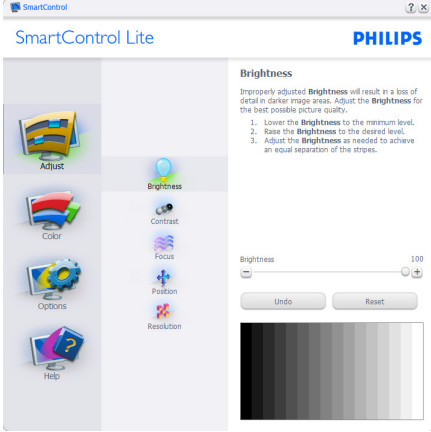 SmartControl
SmartControl Lite
PHILIPS
Adjust
Color
Options
Help
Brightness
Contrast
Focus
Position
Resolution
Brightness
Improperly adjusted Brightness will result in a loss of
detail in darker image areas. Adjust the Brightness for
the best possible picture quality.
1. Lower the Brightness to the minimum level.
2. Raise the Brightness to the desired level.
3. Adjust the Brightness as needed to achieve
an equal separation of the stripes.
Brightness 100
Undo Reset